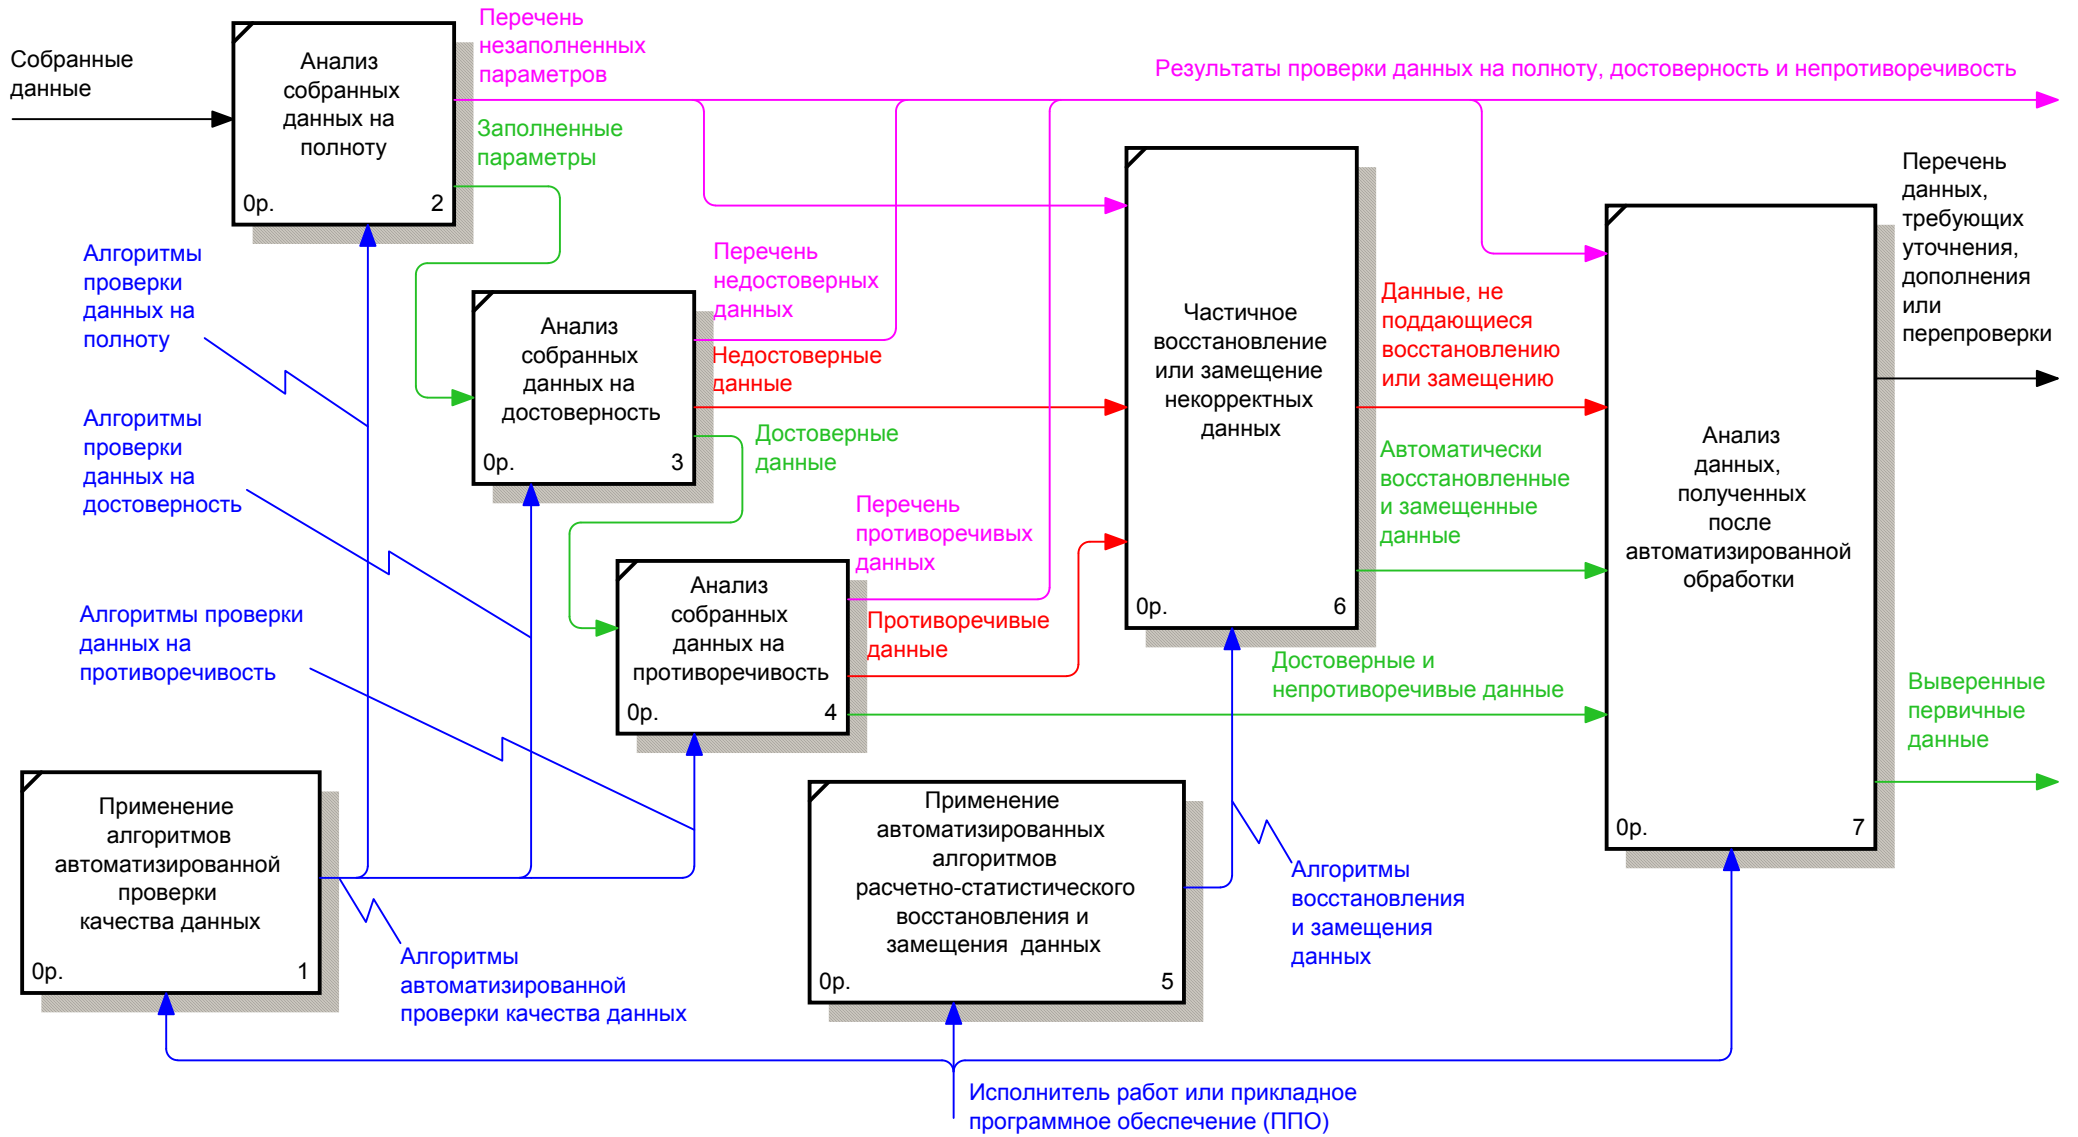 Собранные
данные
Анализ
собранных
данных на
полноту
0р.
2
Перечень
незаполненных
параметров
Заполненные
параметры
Результаты проверки данных на полноту, достоверность и непротиворечивость
Перечень
данных,
требующих
уточнения,
дополнения
или
перепроверки
Алгоритмы
проверки
данных на
полноту
Алгоритмы
проверки
данных на
достоверность
Алгоритмы проверки
данных на
противоречивость
Анализ
собранных
данных на
достоверность
0р.
3
Перечень
недостоверных
данных
Недостоверные
данные
Достоверные
данные
Анализ
собранных
данных на
противоречивость
0р.
4
Перечень
противоречивых
данных
Противоречивые
данные
Частичное
восстановление
или замещение
некорректных
данных
0р.
6
Данные, не
поддающиеся
восстановлению
или замещению
Автоматически
восстановленные
и замещенные
данные
Достоверные и
непротиворечивые данные
Анализ
данных,
полученных
после
автоматизированной
обработки
0р.
7
Выверенные
первичные
данные
Применение
алгоритмов
автоматизированной
проверки
качества данных
0р.
1
Алгоритмы
автоматизированной
проверки качества данных
Применение
автоматизированных
алгоритмов
расчетно-статистического
восстановления и
замещения данных
0р.
5
Алгоритмы
восстановления
и замещения
данных
Исполнитель работ или прикладное
программное обеспечение (ППО)